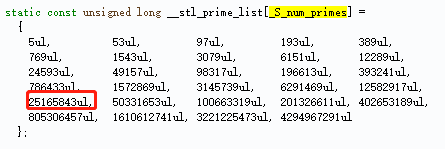 static const unsigned long __stl_prime_list[_S_num_primes] =
{
5ul, 53ul, 97ul, 193ul, 389ul,
769ul, 1543ul, 3079ul, 6151ul, 12289ul,
24593ul, 49157ul, 98317ul, 196613ul, 393241ul,
786433ul, 1572869ul, 3145739ul, 6291469ul, 12582917ul,
25165843ul, 50331653ul, 100663319ul, 201326611ul, 402653189ul,
805306457ul, 1610612741ul, 3221225473ul, 4294967291ul
};